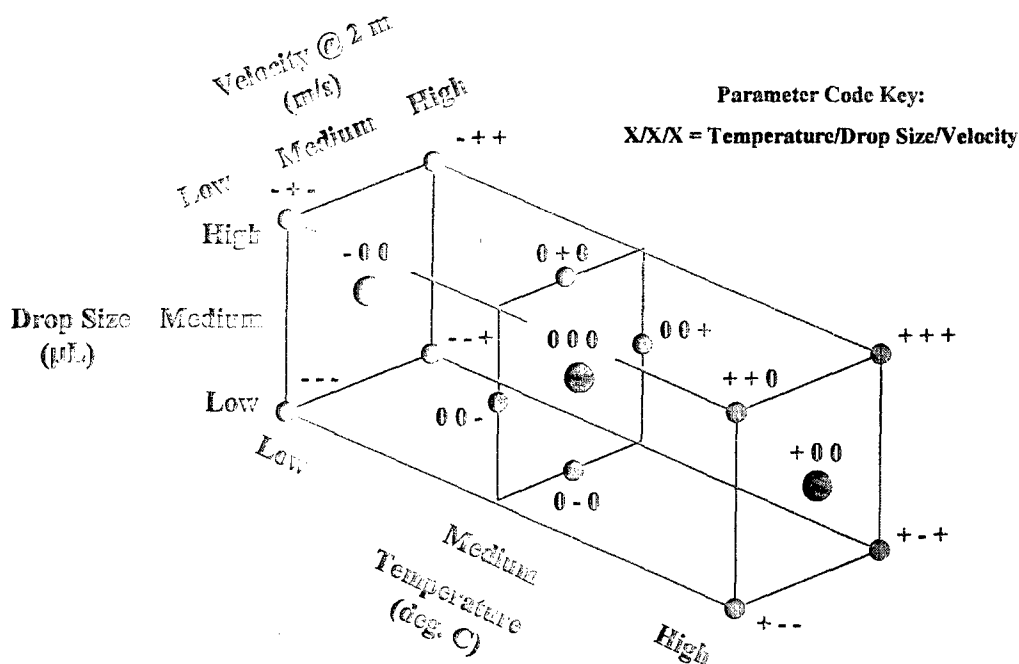 Velocity @ 2 m
(m/s)
High
Medium
Low
Parameter Code Key:
X/X/X = Temperature/Drop Size/Velocity
- + +
- + -
High
- 0 0
0 + 0
Drop Size
(µL)
Medium
0 0 0
0 0 +
+ + +
- - +
+ + 0
- - -
Low
0 0 -
+ 0 0
Low
0 - 0
+ - +
Medium
Temperature
(deg. C)
+ - -
High